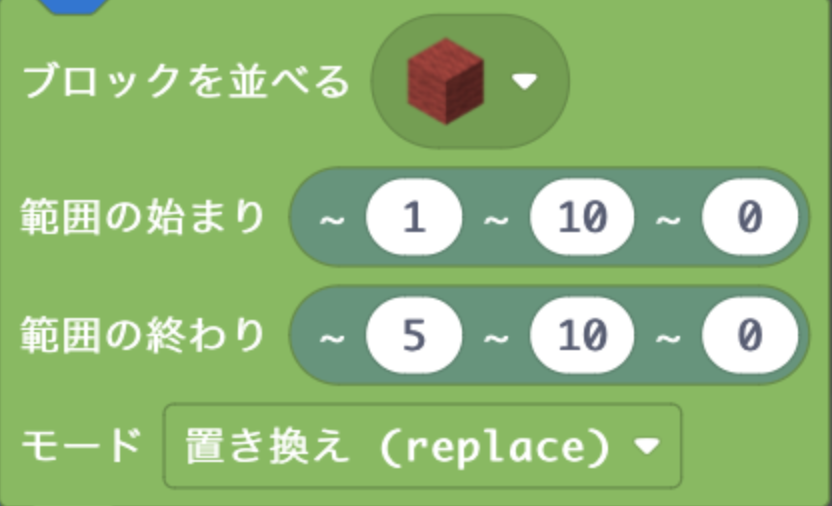 ブロックを並べる
範囲の始まり ~ 1 ~ 10 ~ 0
範囲の終わり ~ 5 ~ 10 ~ 0
モード 置き換え (replace)